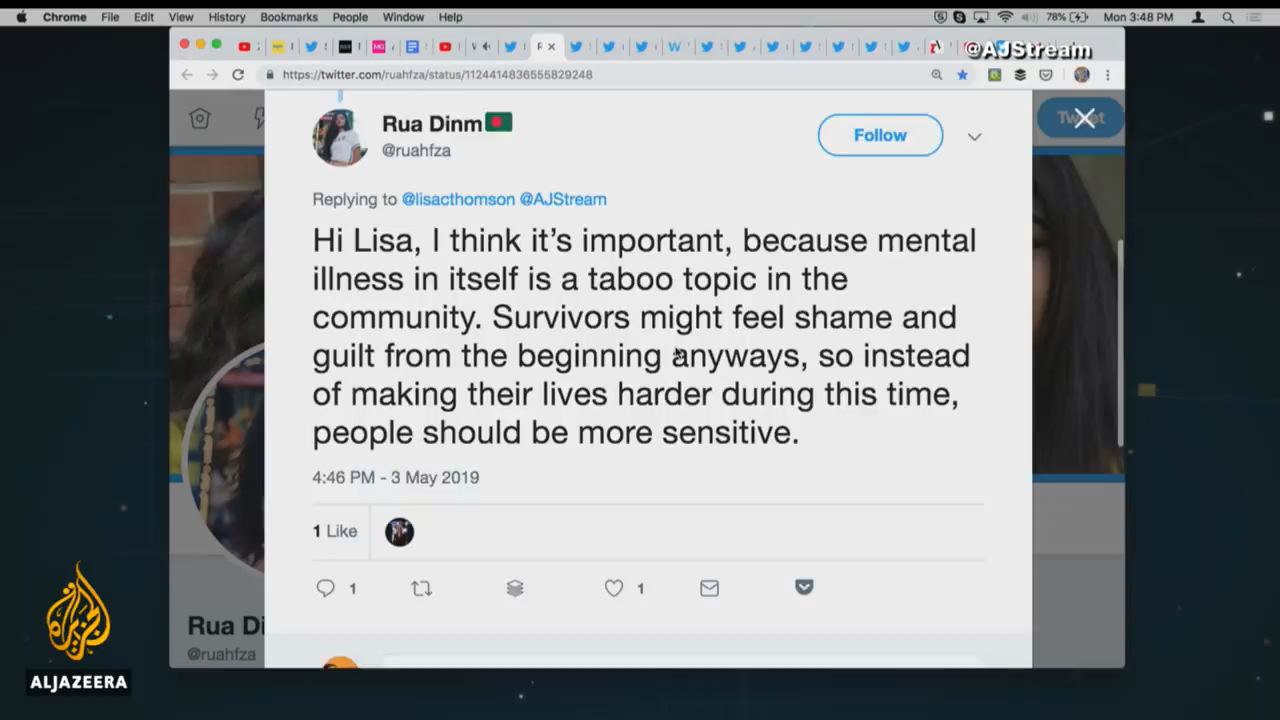 Chrome File Edit View History Bookmarks People Window Help 78% Mon 3:48 PM
@AJStream
https://twitter.com/ruahfza/status/1124414836555829248
Tweet
Rua Dinm
@ruahfza
Follow
Replying to @lisacthomson @AJStream
Hi Lisa, I think it's important, because mental
illness in itself is a taboo topic in the
community. Survivors might feel shame and
guilt from the beginning anyways, so instead
of making their lives harder during this time,
people should be more sensitive.
4:46 PM - 3 May 2019
1 Like
1 1
Rua Di
@ruahfza
الجزيرة
ALJAZEERA